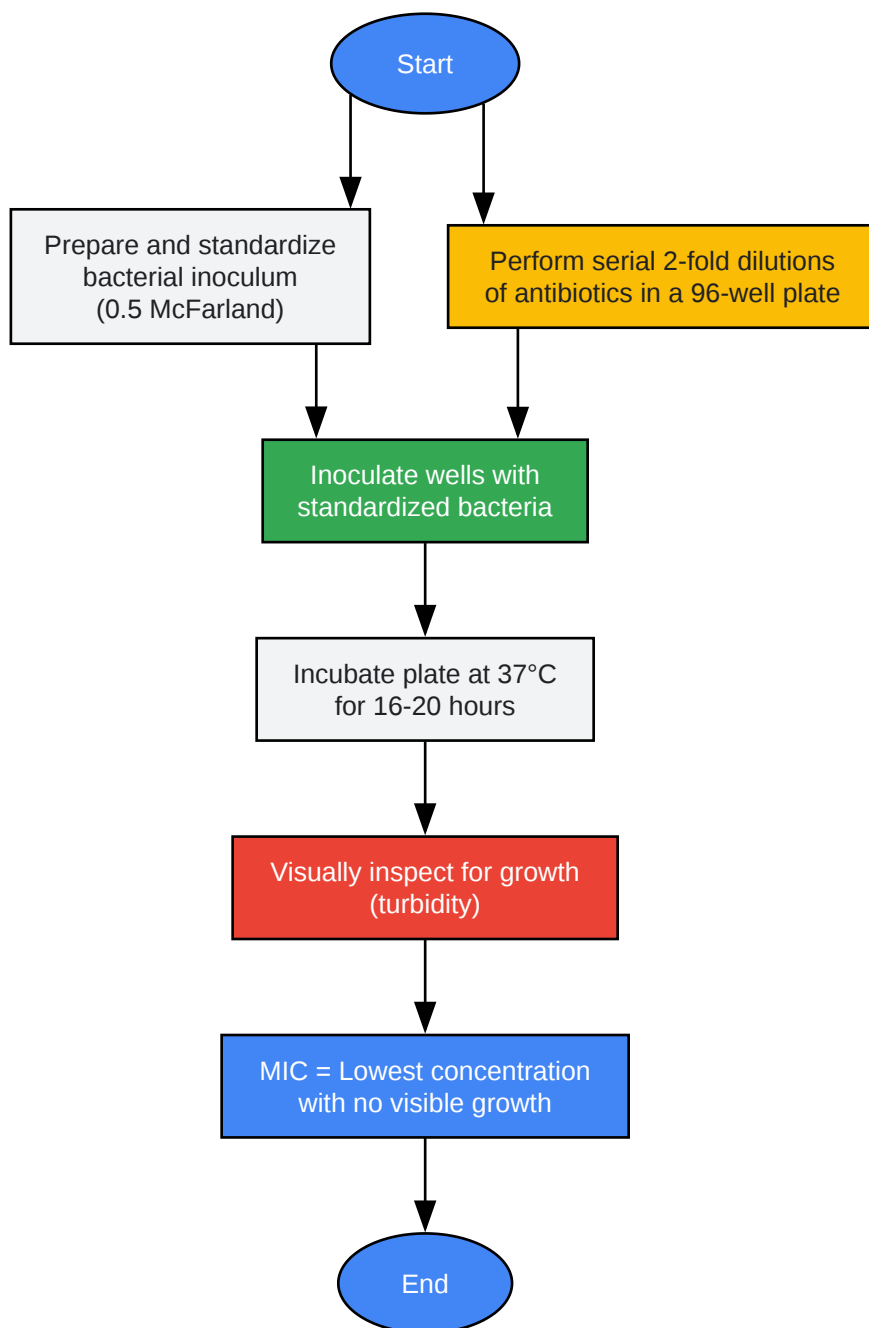 Start
Prepare and standardize
bacterial inoculum
(0.5 McFarland)
Perform serial 2-fold dilutions
of antibiotics in a 96-well plate
Inoculate wells with
standardized bacteria
Incubate plate at 37°C
for 16-20 hours
Visually inspect for growth
(turbidity)
MIC = Lowest concentration
with no visible growth
End